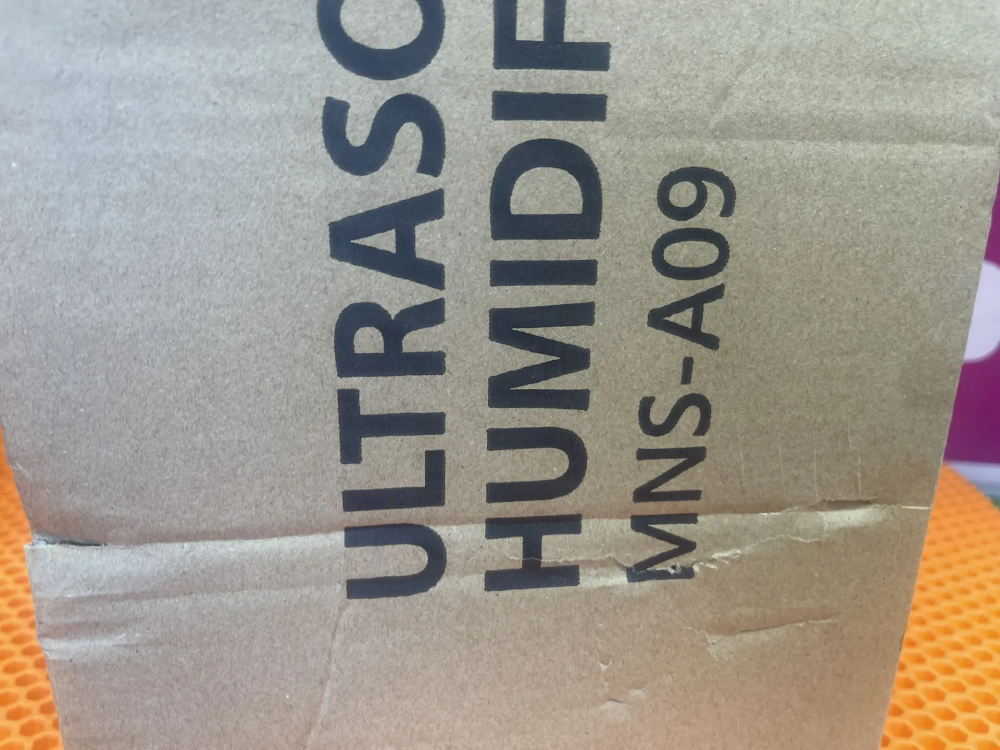 ULTRASO
HUMIDIF
MNS-A09